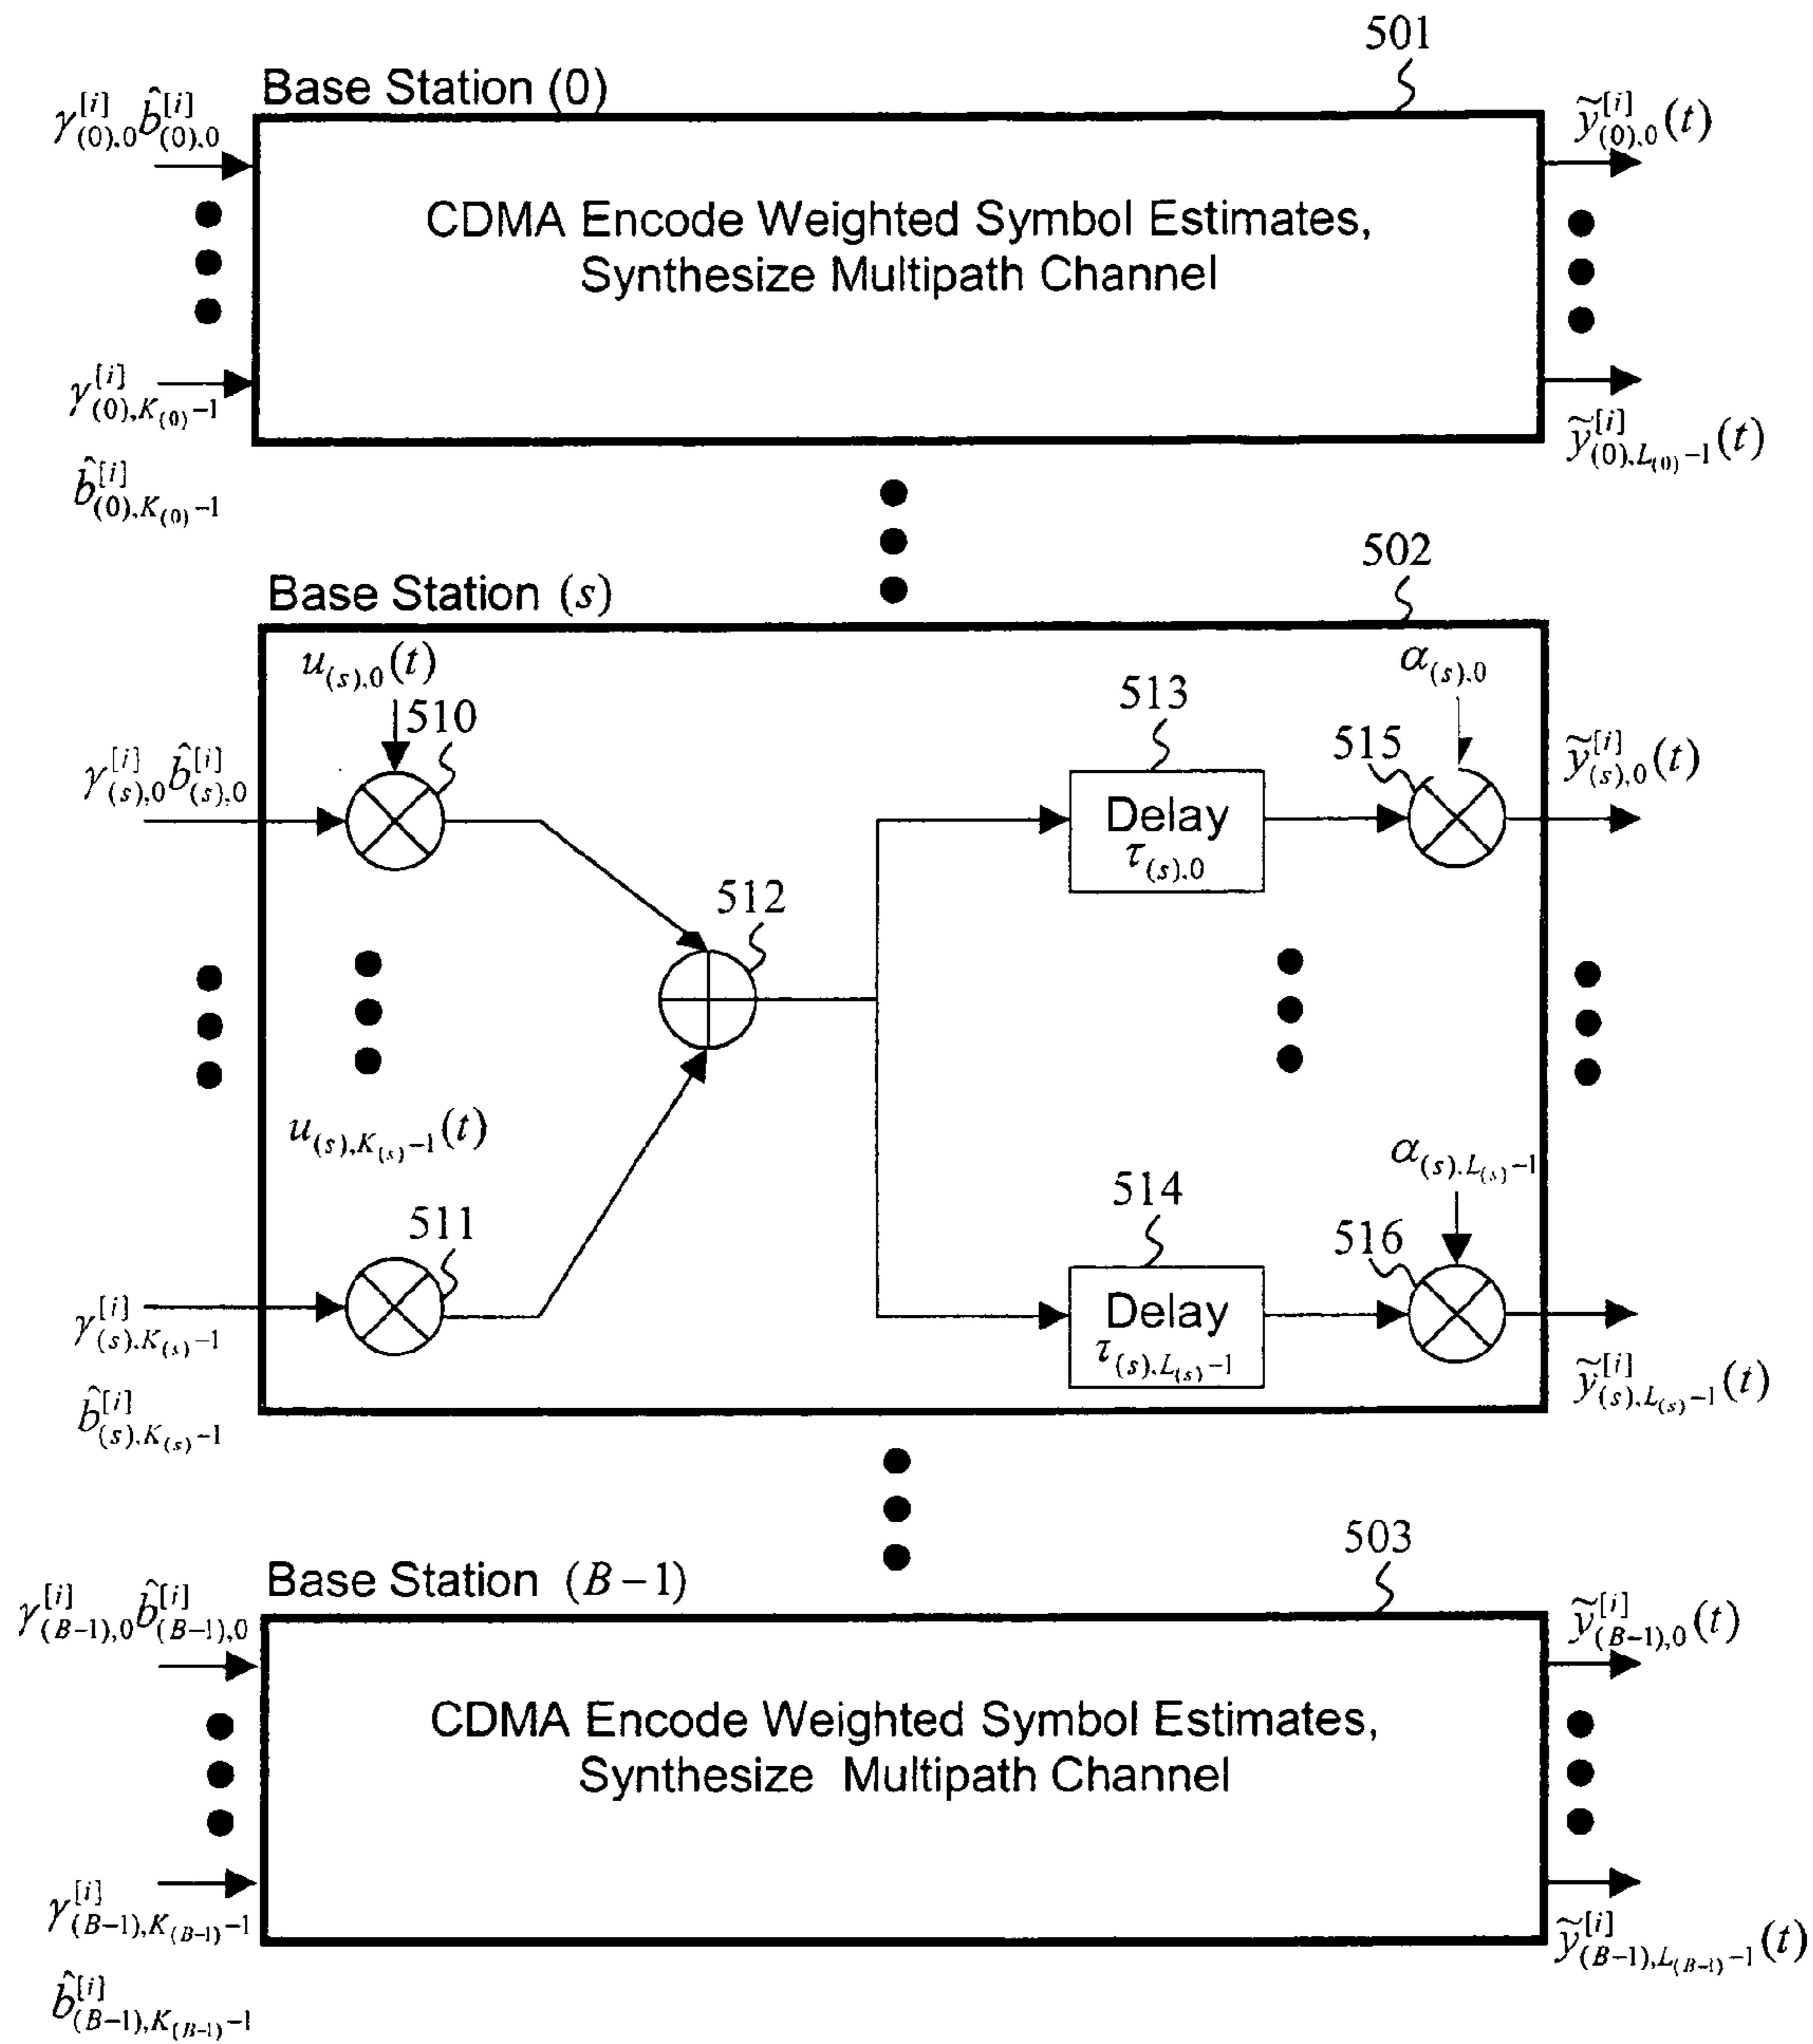 501
Base Station (0)
γ^{[i]}_{(0),0} b̂^{[i]}_{(0),0}
ỹ^{[i]}_{(0),0}(t)
CDMA Encode Weighted Symbol Estimates,
Synthesize Multipath Channel
γ^{[i]}_{(0),K_{(0)}-1}
ỹ^{[i]}_{(0),L_{(0)}-1}(t)
b̂^{[i]}_{(0),K_{(0)}-1}
502
Base Station (s)
u_{(s),0}(t)
α_{(s),0}
510
513
515
γ^{[i]}_{(s),0} b̂^{[i]}_{(s),0}
ỹ^{[i]}_{(s),0}(t)
Delay
τ_{(s),0}
512
u_{(s),K_{(s)}-1}(t)
α_{(s),L_{(s)}-1}
511
514
516
γ^{[i]}_{(s),K_{(s)}-1}
Delay
τ_{(s),L_{(s)}-1}
ỹ^{[i]}_{(s),L_{(s)}-1}(t)
b̂^{[i]}_{(s),K_{(s)}-1}
503
Base Station (B-1)
γ^{[i]}_{(B-1),0} b̂^{[i]}_{(B-1),0}
ỹ^{[i]}_{(B-1),0}(t)
CDMA Encode Weighted Symbol Estimates,
Synthesize Multipath Channel
γ^{[i]}_{(B-1),K_{(B-1)}-1}
ỹ^{[i]}_{(B-1),L_{(B-1)}-1}(t)
b̂^{[i]}_{(B-1),K_{(B-1)}-1}